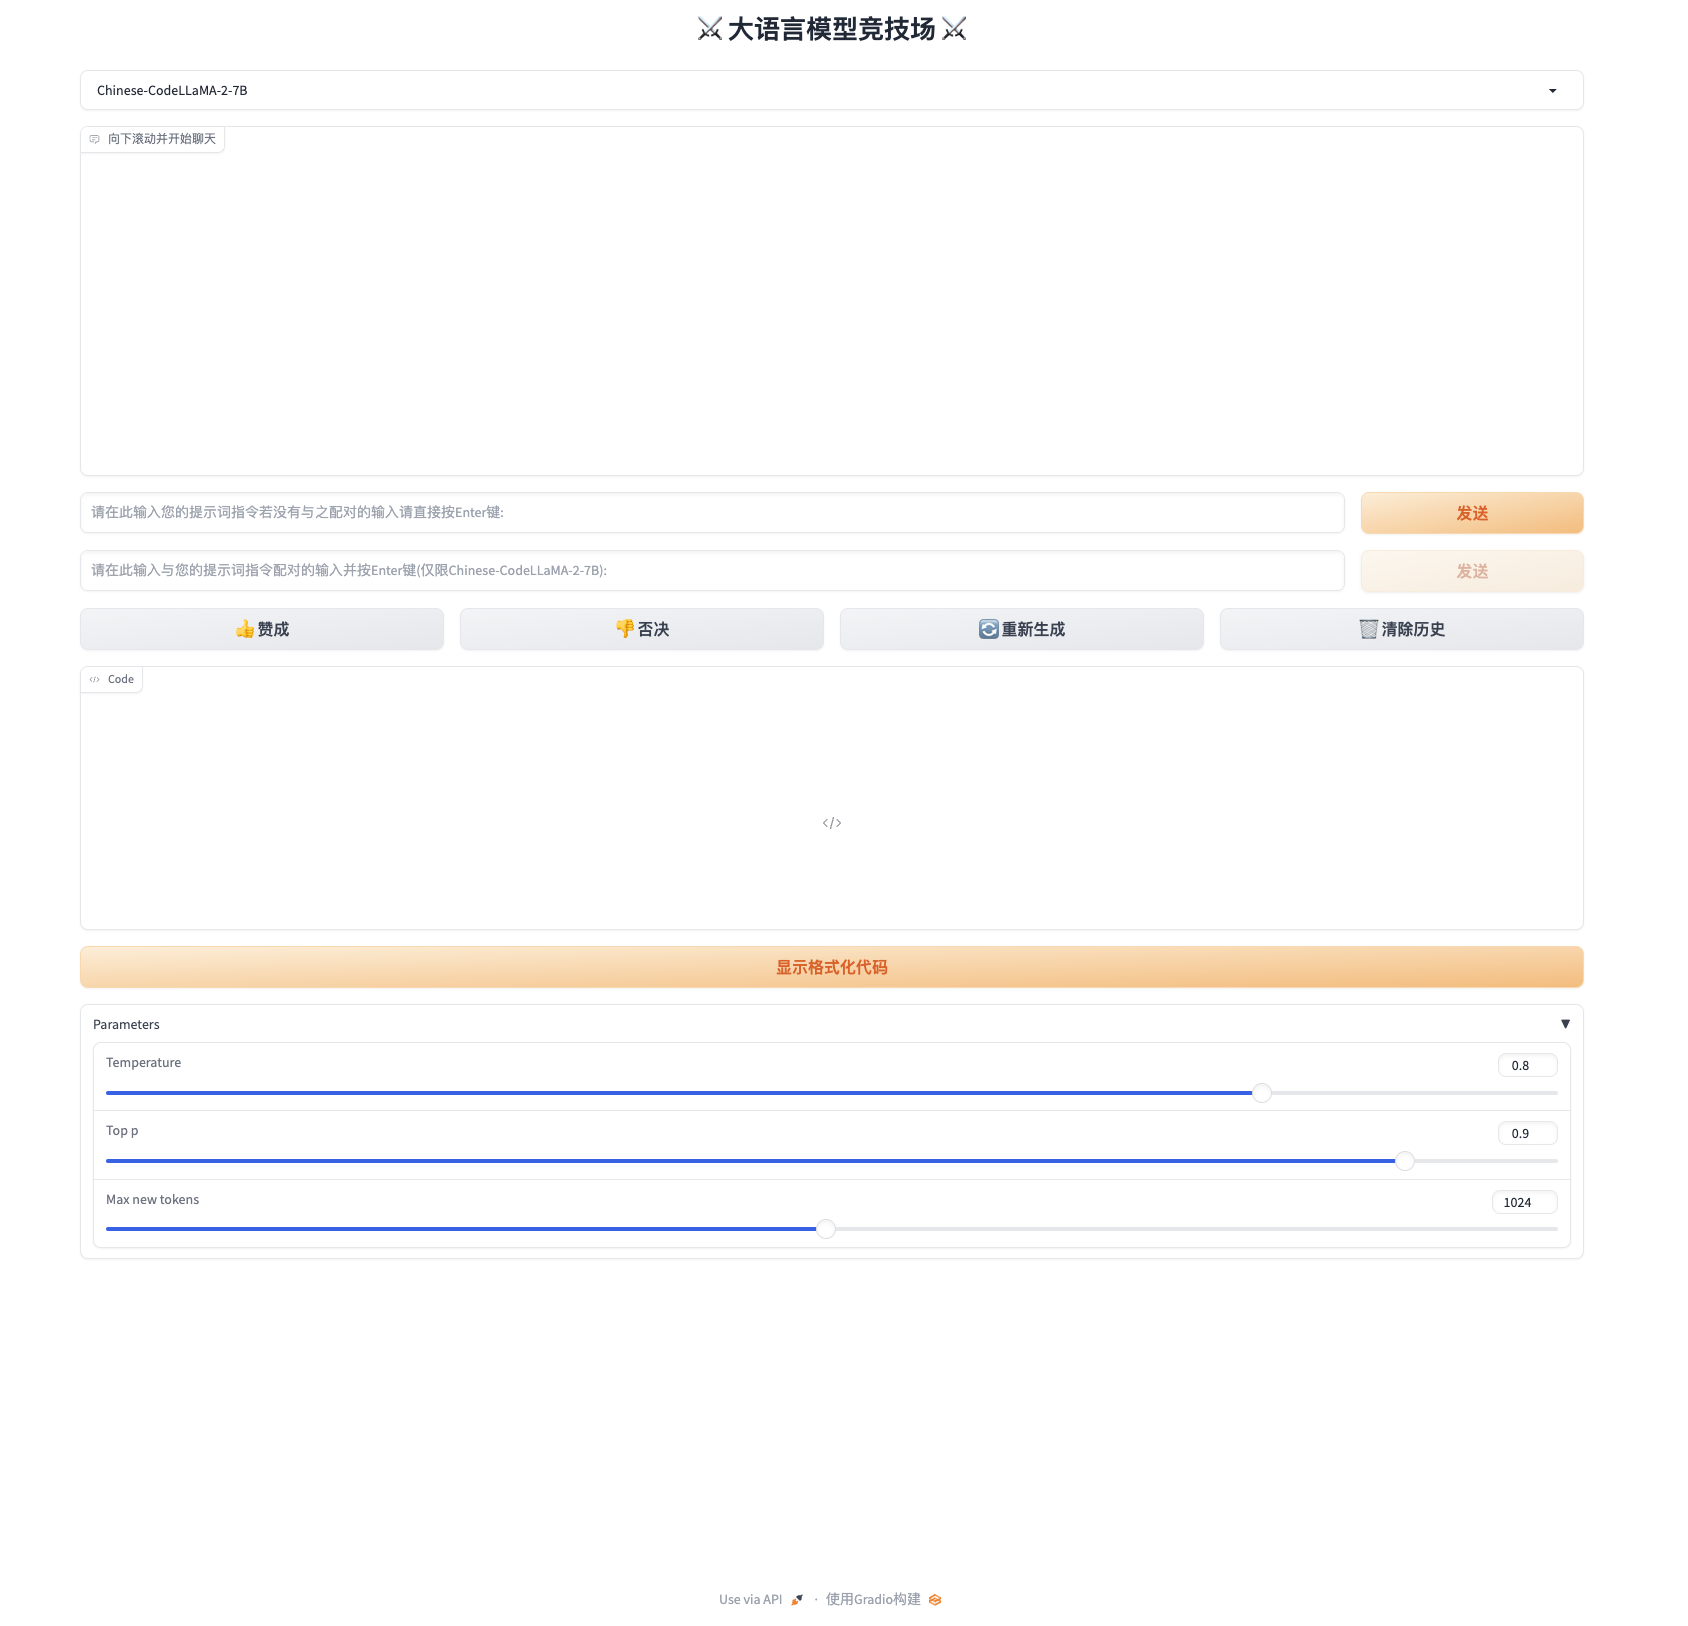 ⚔️大语言模型竞技场⚔️
Chinese-CodeLLaMA-2-7B
向下滚动并开始聊天
请在此输入您的提示词指令若没有与之配对的输入请直接按Enter键:
发送
请在此输入与您的提示词指令配对的输入并按Enter键(仅限Chinese-CodeLLaMA-2-7B):
发送
👍赞成
👎否决
🔄重新生成
🗑️清除历史
Code
显示格式化代码
Parameters
Temperature
0.8
Top p
0.9
Max new tokens
1024
Use via API · 使用Gradio构建